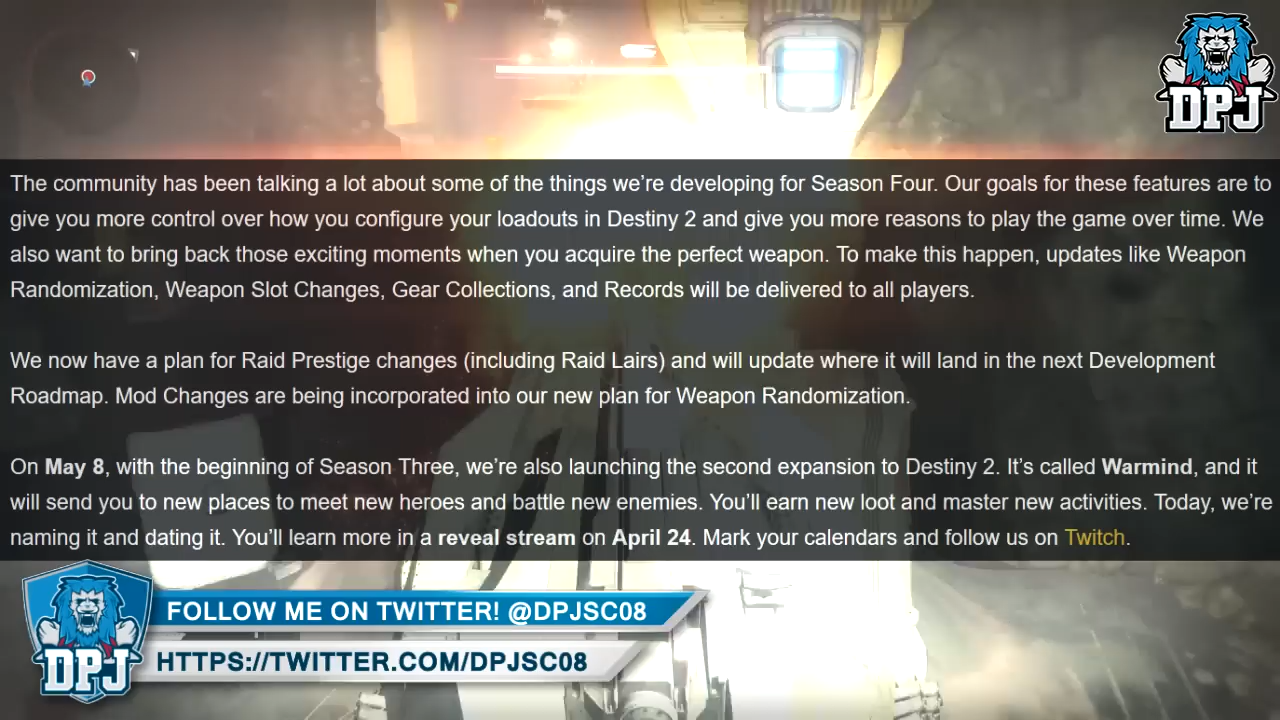 DPJ
The community has been talking a lot about some of the things we’re developing for Season Four. Our goals for these features are to
give you more control over how you configure your loadouts in Destiny 2 and give you more reasons to play the game over time. We
also want to bring back those exciting moments when you acquire the perfect weapon. To make this happen, updates like Weapon
Randomization, Weapon Slot Changes, Gear Collections, and Records will be delivered to all players.
We now have a plan for Raid Prestige changes (including Raid Lairs) and will update where it will land in the next Development
Roadmap. Mod Changes are being incorporated into our new plan for Weapon Randomization.
On May 8, with the beginning of Season Three, we’re also launching the second expansion to Destiny 2. It’s called Warmind, and it
will send you to new places to meet new heroes and battle new enemies. You’ll earn new loot and master new activities. Today, we’re
naming it and dating it. You’ll learn more in a reveal stream on April 24. Mark your calendars and follow us on Twitch.
FOLLOW ME ON TWITTER! @DPJSC08
HTTPS://TWITTER.COM/DPJSC08
DPJ